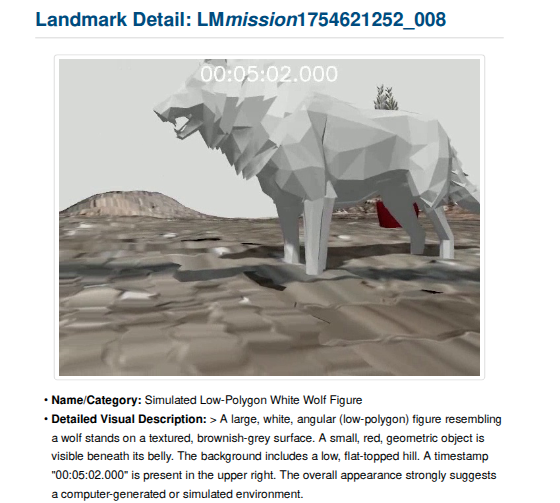 Landmark Detail: LMmission1754621252_008
00:05:02.000
• Name/Category: Simulated Low-Polygon White Wolf Figure
• Detailed Visual Description: > A large, white, angular (low-polygon) figure resembling
a wolf stands on a textured, brownish-grey surface. A small, red, geometric object is
visible beneath its belly. The background includes a low, flat-topped hill. A timestamp
"00:05:02.000" is present in the upper right. The overall appearance strongly suggests
a computer-generated or simulated environment.